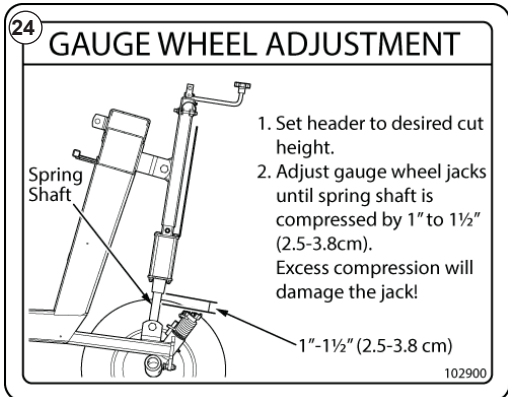 24
GAUGE WHEEL ADJUSTMENT
1. Set header to desired cut
height.
2. Adjust gauge wheel jacks
until spring shaft is
compressed by 1” to 1½”
(2.5-3.8cm).
Excess compression will
damage the jack!
Spring
Shaft
1”-1½” (2.5-3.8 cm)
102900